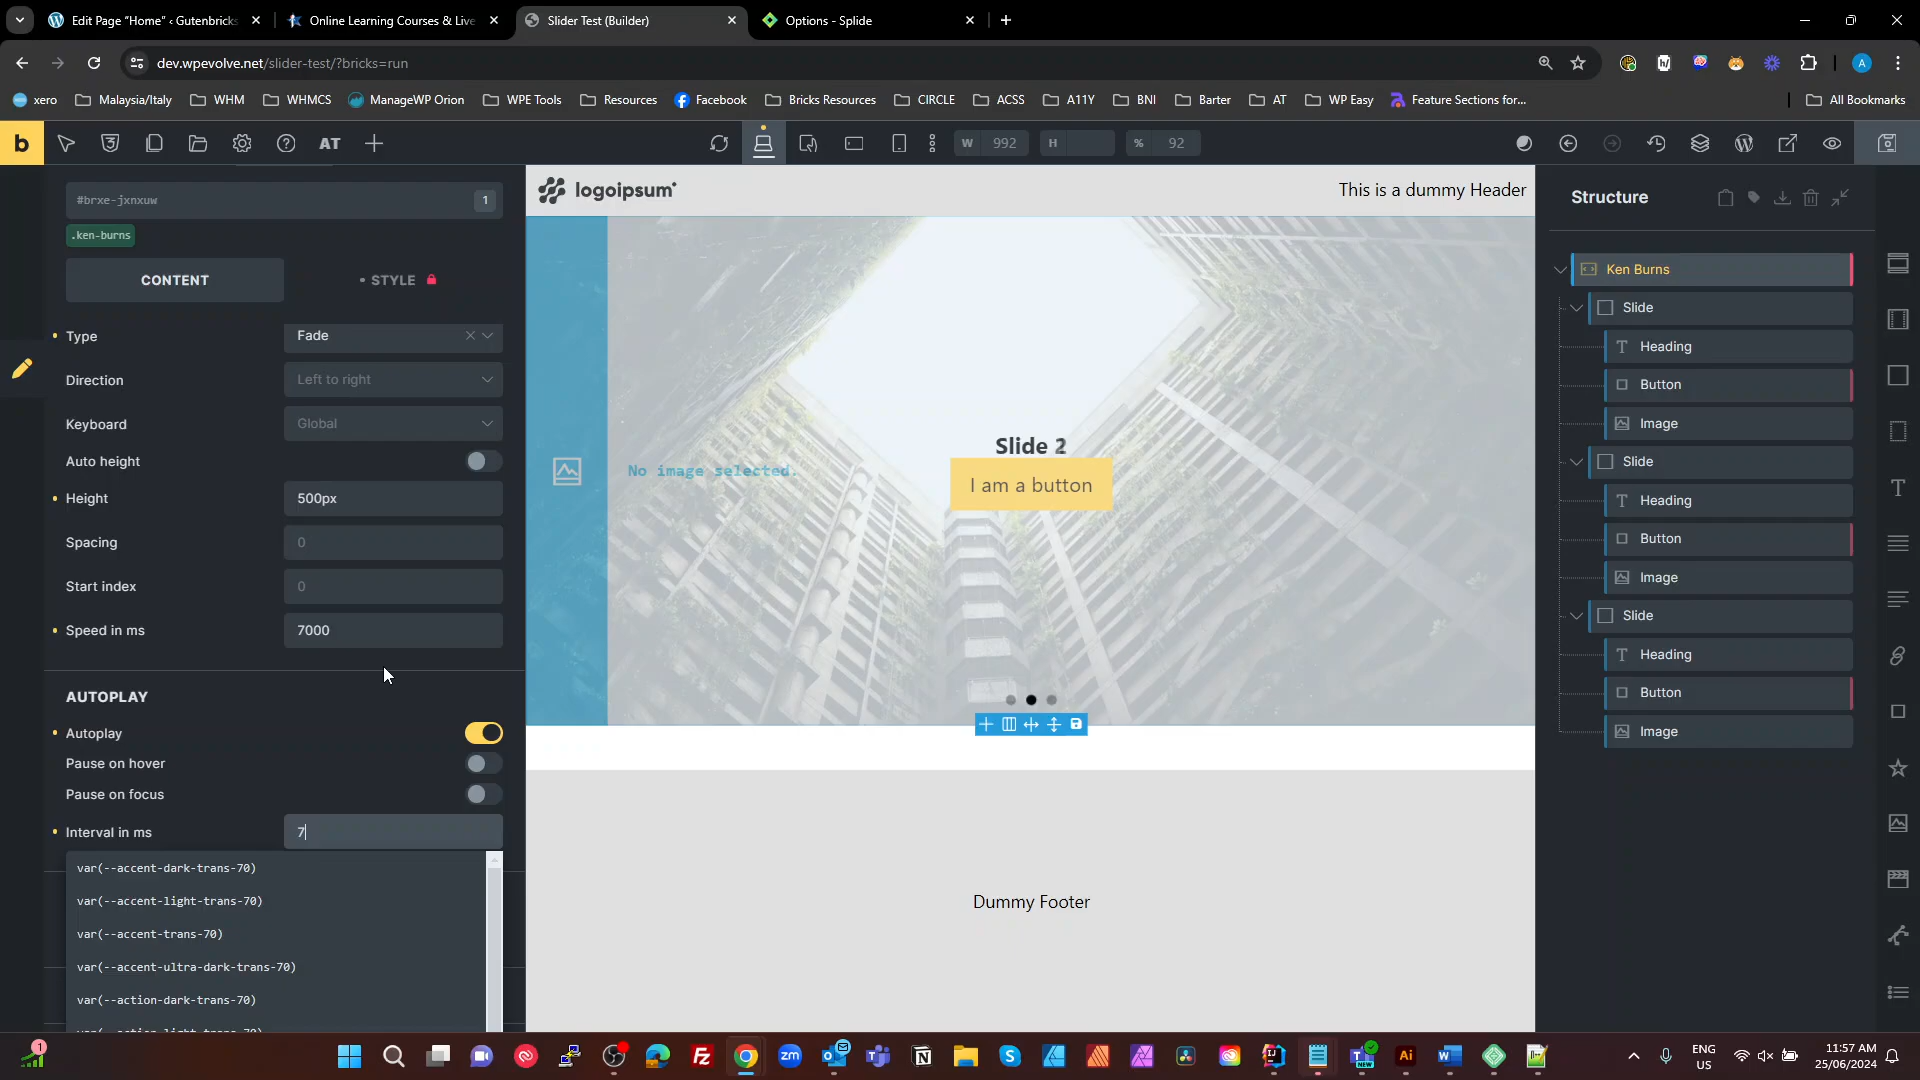 Edit Page “Home” ‹ Gutenbricks
Online Learning Courses & Live
Slider Test (Builder)
Options - Splide
dev.wpevolve.net/slider-test/?bricks=run
A
xero
Malaysia/Italy
WHM
WHMCS
ManageWP Orion
WPE Tools
Resources
Facebook
Bricks Resources
CIRCLE
ACSS
A11Y
BNI
Barter
AT
WP Easy
Feature Sections for...
All Bookmarks
b
AT
W 992
H
% 92
#brxe-jxnxuw
1
.ken-burns
CONTENT
STYLE
Type
Fade
Direction
Left to right
Keyboard
Global
Auto height
Height
500px
Spacing
0
Start index
0
Speed in ms
7000
AUTOPLAY
Autoplay
Pause on hover
Pause on focus
Interval in ms
7
var(--accent-dark-trans-70)
var(--accent-light-trans-70)
var(--accent-trans-70)
var(--accent-ultra-dark-trans-70)
var(--action-dark-trans-70)
var(--action-light-trans-70)
logoipsum
This is a dummy Header
No image selected.
Slide 2
I am a button
Dummy Footer
Structure
Ken Burns
Slide
Heading
Button
Image
Slide
Heading
Button
Image
Slide
Heading
Button
Image
1
ENG
US
11:57 AM
25/06/2024